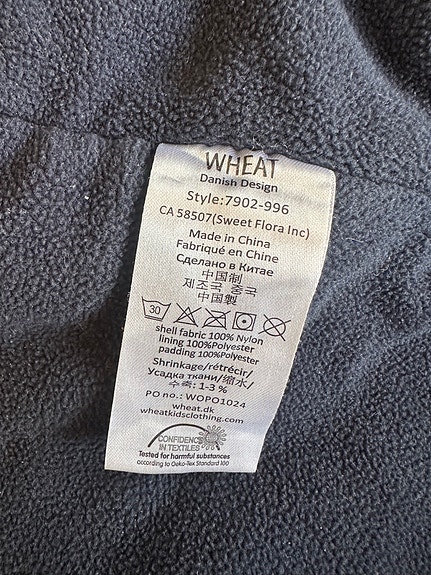 WHEAT
Danish Design
Style:7902-996
CA 58507(Sweet Flora Inc)
Made in China
Fabriqué en Chine
Сделано в Китае
中国制
제조국 중국
中国製
30
shell fabric 100% Nylon
lining 100%Polyester
padding 100%Polyester
Shrinkage/rétrécir/
Усадка ткани/缩水/
수축: 1-3 %
PO no.: WOPO1024
wheat.dk
wheatkidsclothing.com
CONFIDENCE
IN TEXTILES
Tested for harmful substances
according to Oeko-Tex Standard 100